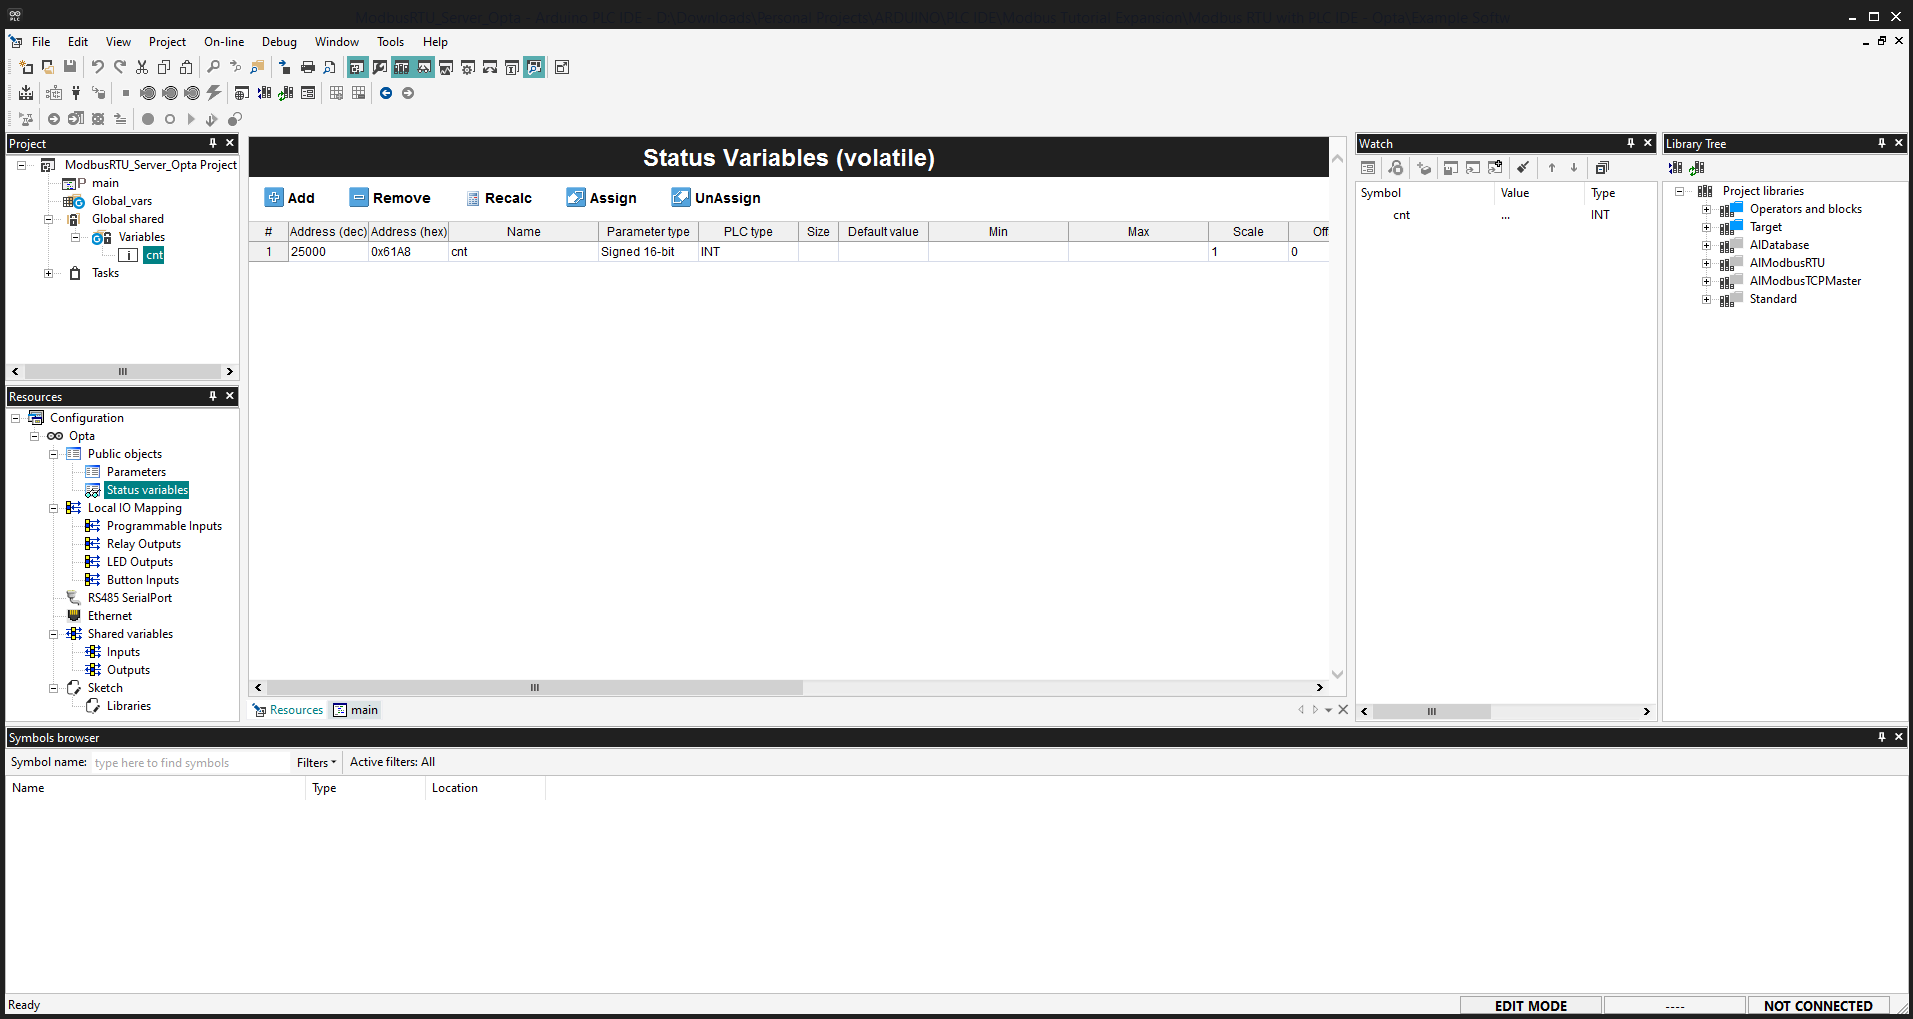 ModbusRTU_Server_Opta - Arduino PLC IDE - D:\Downloads\Personal Projects\ARDUINO\PLC IDE\Modbus Tutorial Expansion\Modbus RTU with PLC IDE - Opta\Example Softw
File Edit View Project On-line Debug Window Tools Help
Project
ModbusRTU_Server_Opta Project
main
Global_vars
Global shared
Variables
cnt
Tasks
Resources
Configuration
Opta
Public objects
Parameters
Status variables
Local IO Mapping
Programmable Inputs
Relay Outputs
LED Outputs
Button Inputs
RS485 SerialPort
Ethernet
Shared variables
Inputs
Outputs
Sketch
Libraries
Status Variables (volatile)
Add Remove Recalc Assign UnAssign
# Address (dec) Address (hex) Name Parameter type PLC type Size Default value Min Max Scale Off
1 25000 0x61A8 cnt Signed 16-bit INT 1 0
Resources main
Watch
Symbol Value Type
cnt ... INT
Library Tree
Project libraries
Operators and blocks
Target
AlDatabase
AlModbusRTU
AlModbusTCPMaster
Standard
Symbols browser
Symbol name: type here to find symbols Filters Active filters: All
Name Type Location
Ready EDIT MODE ---- NOT CONNECTED